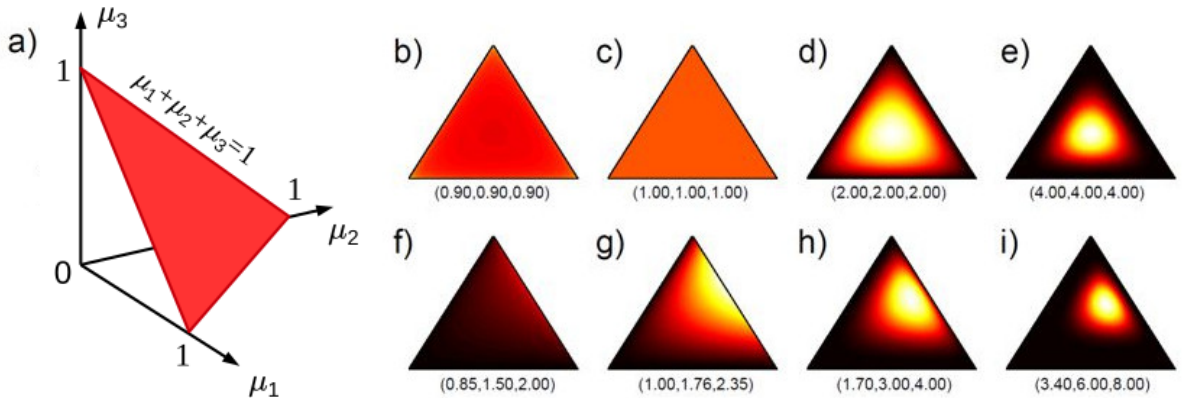 a)
μ3
1
μ1+μ2+μ3=1
1
μ2
0
1
μ1
b)
c)
d)
e)
(0.90,0.90,0.90)
(1.00,1.00,1.00)
(2.00,2.00,2.00)
(4.00,4.00,4.00)
f)
g)
h)
i)
(0.85,1.50,2.00)
(1.00,1.76,2.35)
(1.70,3.00,4.00)
(3.40,6.00,8.00)